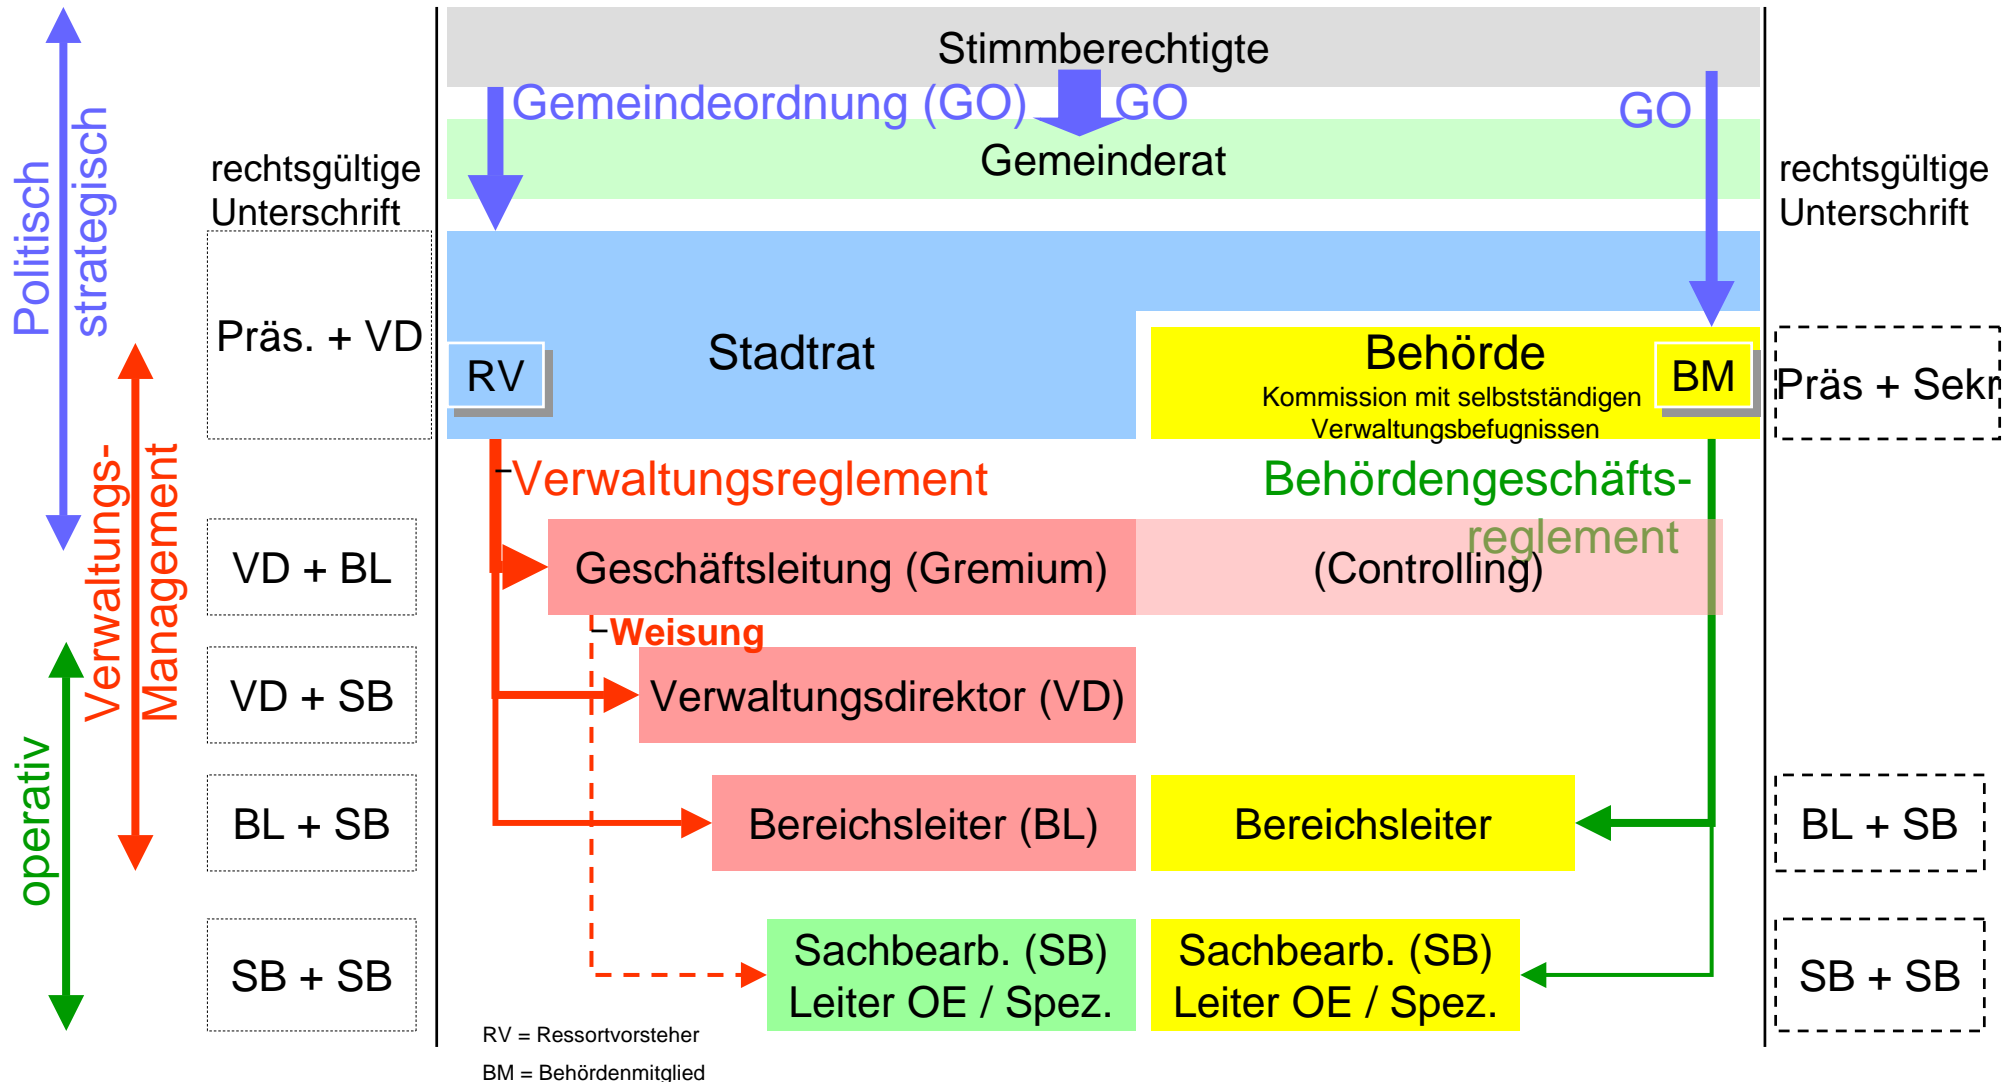 Stimmberechtigte
Gemeindeordnung (GO)
GO
GO
Gemeinderat
Politisch
strategisch
rechtsgültige
Unterschrift
rechtsgültige
Unterschrift
Präs. + VD
RV
Stadtrat
Behörde
Kommission mit selbstständigen
Verwaltungsbefugnissen
BM
Präs + Sekr
Verwaltungs-
Management
Verwaltungsreglement
Behördengeschäfts-
reglement
VD + BL
Geschäftsleitung (Gremium)
(Controlling)
Weisung
VD + SB
Verwaltungsdirektor (VD)
operativ
BL + SB
Bereichsleiter (BL)
Bereichsleiter
BL + SB
SB + SB
Sachbearb. (SB)
Leiter OE / Spez.
Sachbearb. (SB)
Leiter OE / Spez.
SB + SB
RV = Ressortvorsteher
BM = Behördenmitglied